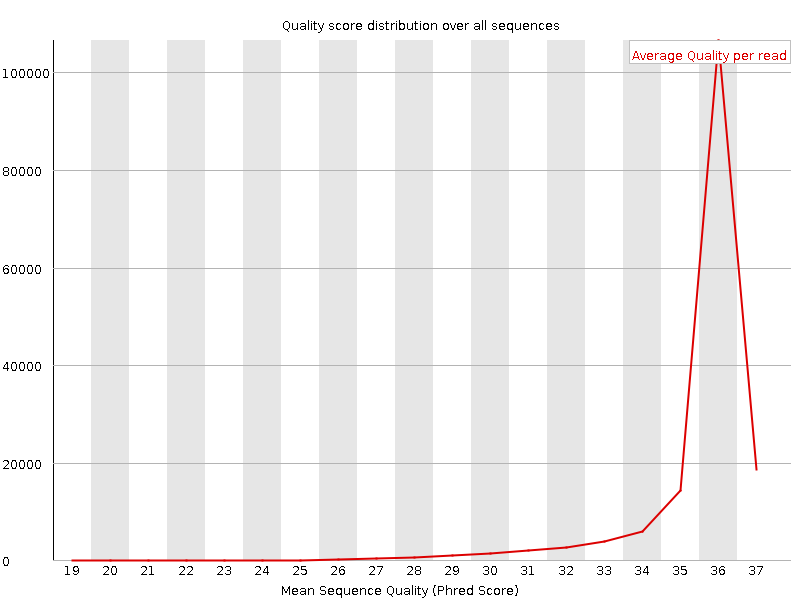 Quality score distribution over all sequences
Average Quality per read
100000
80000
60000
40000
20000
0
19 20 21 22 23 24 25 26 27 28 29 30 31 32 33 34 35 36 37
Mean Sequence Quality (Phred Score)